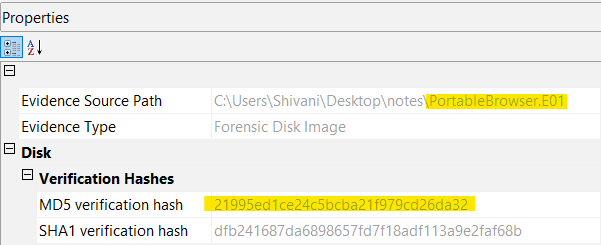 Properties
Evidence Source Path C:\Users\Shivani\Desktop\notes\PortableBrowser.E01
Evidence Type Forensic Disk Image
Disk
Verification Hashes
MD5 verification hash 21995ed1ce24c5bcba21f979cd26da32
SHA1 verification hash dfb241687da6898657fd7f18adf113a9e2faf68b